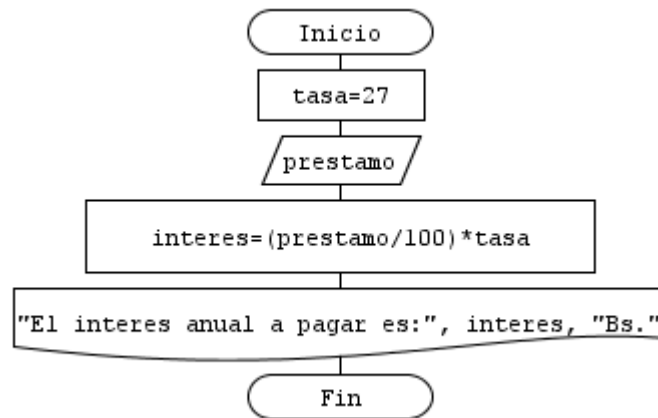 Inicio
tasa=27
prestamo
interes=(prestamo/100)*tasa
"El interes anual a pagar es:", interes, "Bs."
Fin